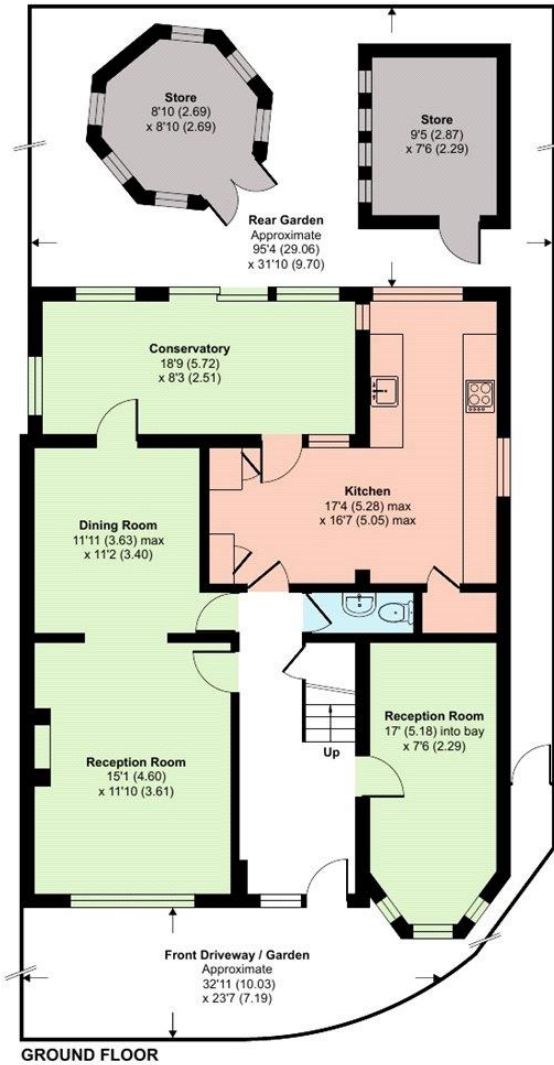 Store
8'10 (2.69)
x 8'10 (2.69)
Store
9'5 (2.87)
x 7'6 (2.29)
Rear Garden
Approximate
95'4 (29.06)
x 31'10 (9.70)
Conservatory
18'9 (5.72)
x 8'3 (2.51)
Kitchen
17'4 (5.28) max
x 16'7 (5.05) max
Dining Room
11'11 (3.63) max
x 11'2 (3.40)
Reception Room
17' (5.18) into bay
x 7'6 (2.29)
Up
Reception Room
15'1 (4.60)
x 11'10 (3.61)
Front Driveway / Garden
Approximate
32'11 (10.03)
x 23'7 (7.19)
GROUND FLOOR